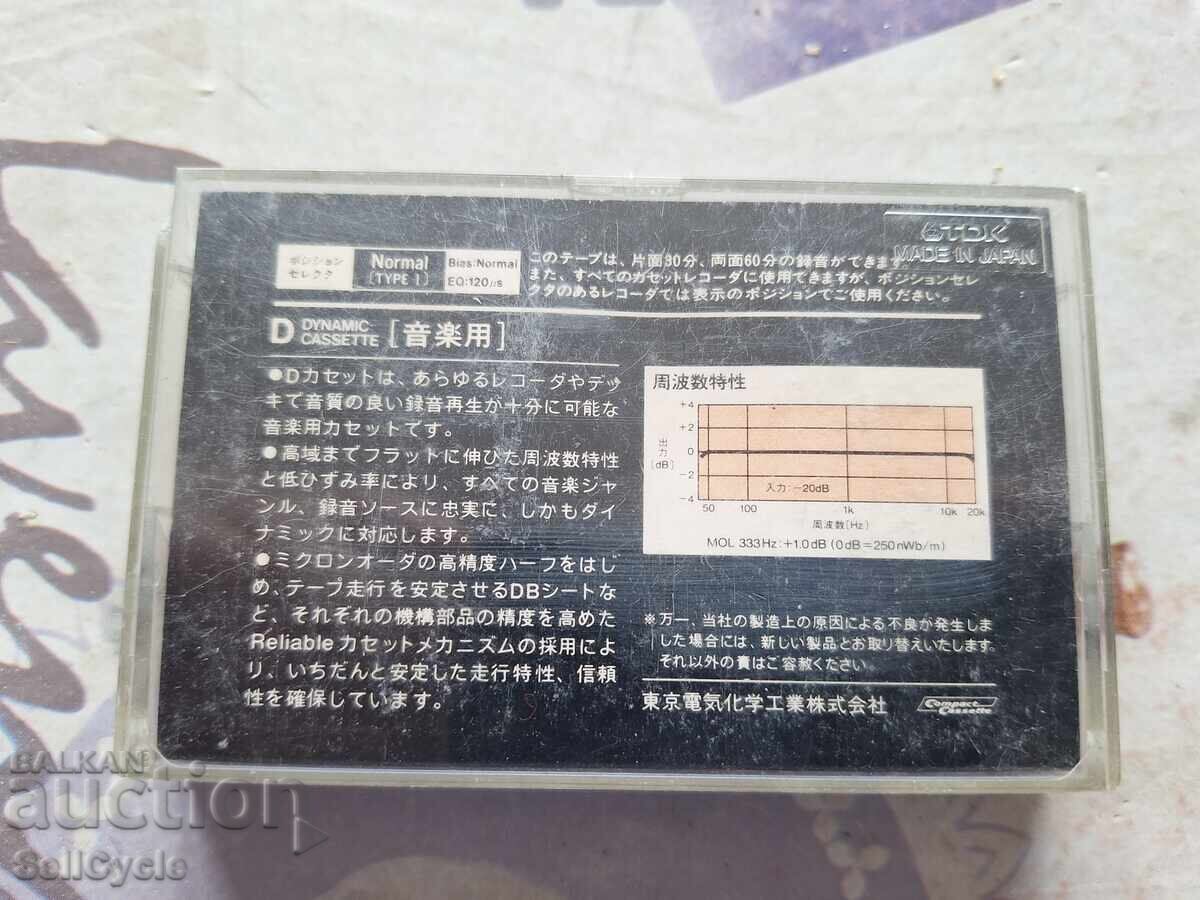 TDK
MADE IN JAPAN
ポジション
セレクタ
Normal
[TYPE I]
Bias:Normal
EQ:120μs
このテープは、片面30分、両面60分の録音ができます。
また、すべてのカセットレコーダに使用できますが、ポジションセレ
クタのあるレコーダでは表示のポジションでご使用ください。
D DYNAMIC-
CASSETTE [音楽用]
●Dカセットは、あらゆるレコーダやデッ
キで音質の良い録音再生が十分に可能な
音楽用カセットです。
●高域までフラットに伸びた周波数特性
と低ひずみ率により、すべての音楽ジャ
ンル、録音ソースに忠実に、しかもダイ
ナミックに対応します。
●ミクロンオーダの高精度ハーフをはじ
め、テープ走行を安定させるDBシートな
ど、それぞれの機構部品の精度を高めた
Reliableカセットメカニズムの採用によ
り、いちだんと安定した走行特性、信頼
性を確保しています。
周波数特性
+4
+2
0
-2
-4
出力
[dB]
入力:-20dB
50 100 1k 10k 20k
周波数[Hz]
MOL 333Hz:+1.0dB (0dB=250nWb/m)
※万一、当社の製造上の原因による不良が発生しま
した場合には、新しい製品とお取り替えいたします。
それ以外の責はご容赦ください。
東京電気化学工業株式会社
Compact
Cassette
BALKAN
auction
SellCycle